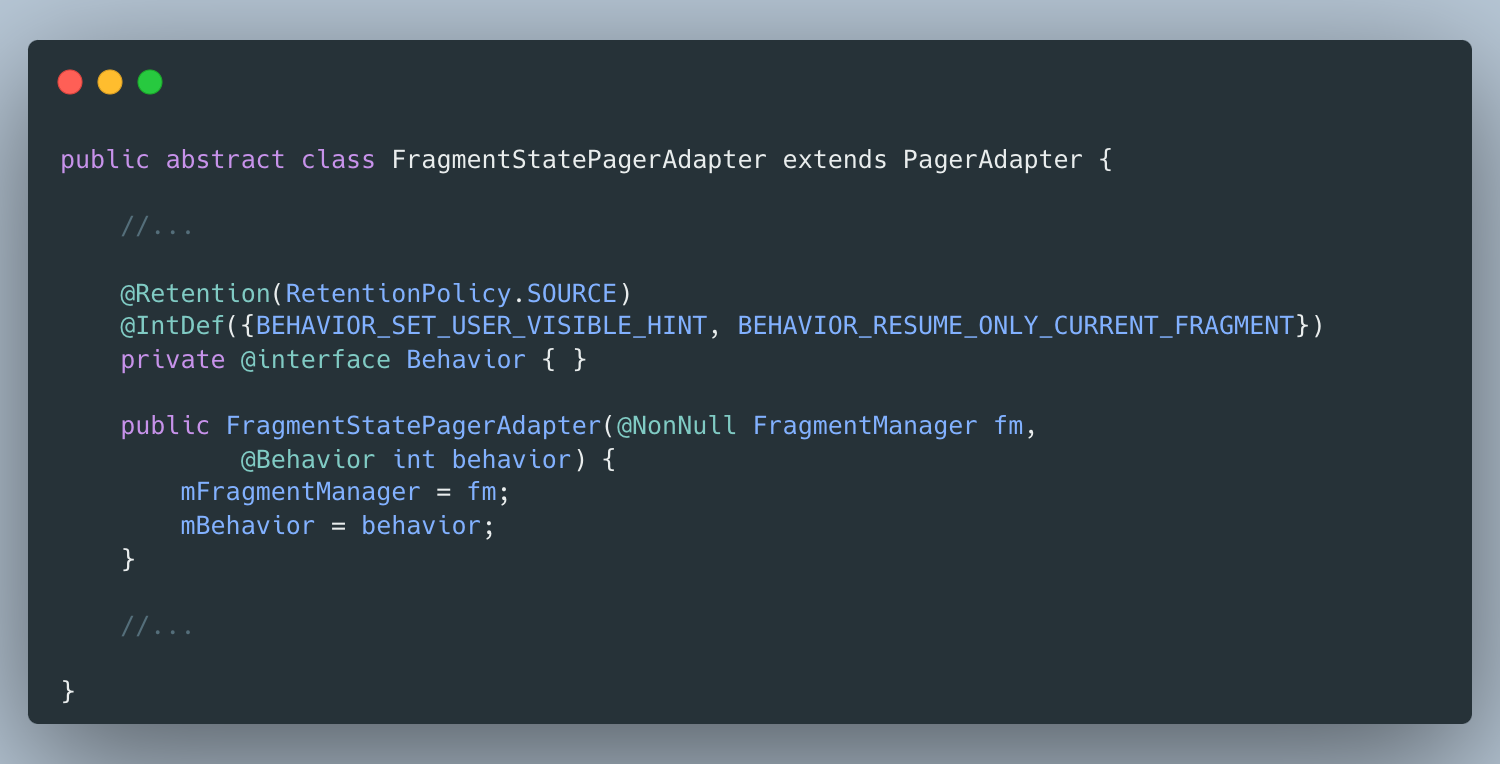 public abstract class FragmentStatePagerAdapter extends PagerAdapter {
    //...
    @Retention(RetentionPolicy.SOURCE)
    @IntDef({BEHAVIOR_SET_USER_VISIBLE_HINT, BEHAVIOR_RESUME_ONLY_CURRENT_FRAGMENT})
    private @interface Behavior { }
    public FragmentStatePagerAdapter(@NonNull FragmentManager fm,
            @Behavior int behavior) {
        mFragmentManager = fm;
        mBehavior = behavior;
    }
    //...
}